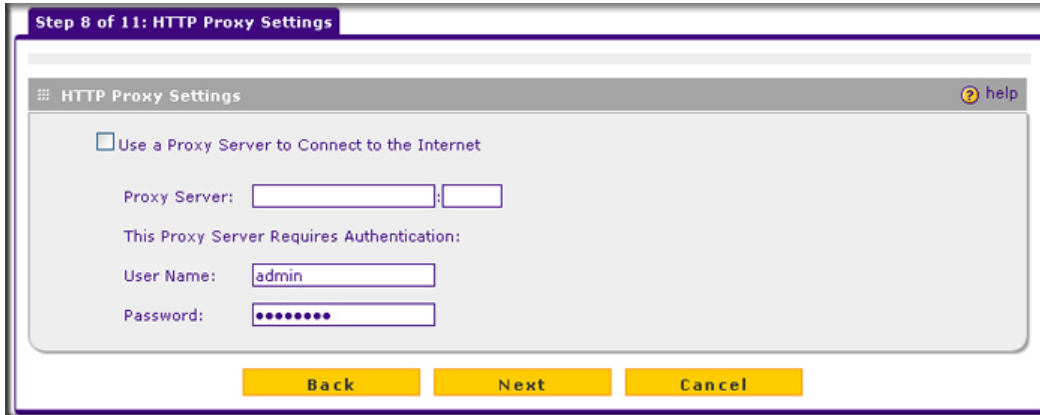 Step 8 of 11: HTTP Proxy Settings
HTTP Proxy Settings
? help
Use a Proxy Server to Connect to the Internet
Proxy Server: :
This Proxy Server Requires Authentication:
User Name: admin
Password: ••••••••
Back Next Cancel